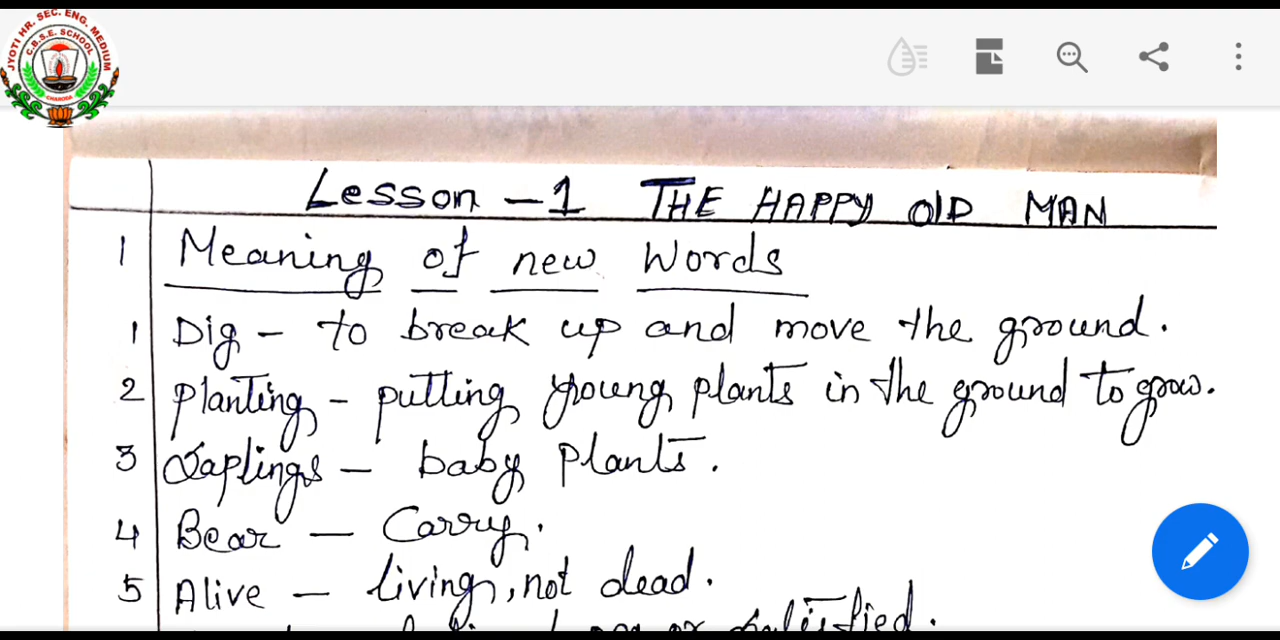 JYOTI HR. SEC. ENG. MEDIUM
C.B.S.E. SCHOOL
Lesson - 1 THE HAPPY OlD MAN
1 Meaning of new Words
1 Dig - to break up and move the ground.
2 Planting - putting young plants in the ground to grow.
3 Saplings - baby plants.
4 Bear - Carry.
5 Alive - living, not dead.
or satisfied.